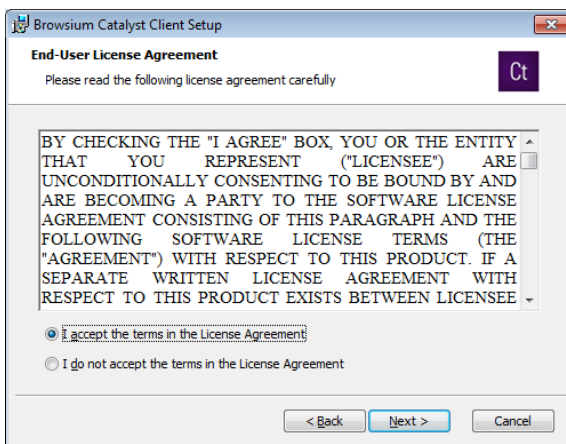 Browsium Catalyst Client Setup
End-User License Agreement
Please read the following license agreement carefully
Ct
BY CHECKING THE "I AGREE" BOX, YOU OR THE ENTITY
THAT YOU REPRESENT ("LICENSEE") ARE
UNCONDITIONALLY CONSENTING TO BE BOUND BY AND
ARE BECOMING A PARTY TO THE SOFTWARE LICENSE
AGREEMENT CONSISTING OF THIS PARAGRAPH AND THE
FOLLOWING SOFTWARE LICENSE TERMS (THE
"AGREEMENT") WITH RESPECT TO THIS PRODUCT. IF A
SEPARATE WRITTEN LICENSE AGREEMENT WITH
RESPECT TO THIS PRODUCT EXISTS BETWEEN LICENSEE
I accept the terms in the License Agreement
I do not accept the terms in the License Agreement
< Back Next > Cancel